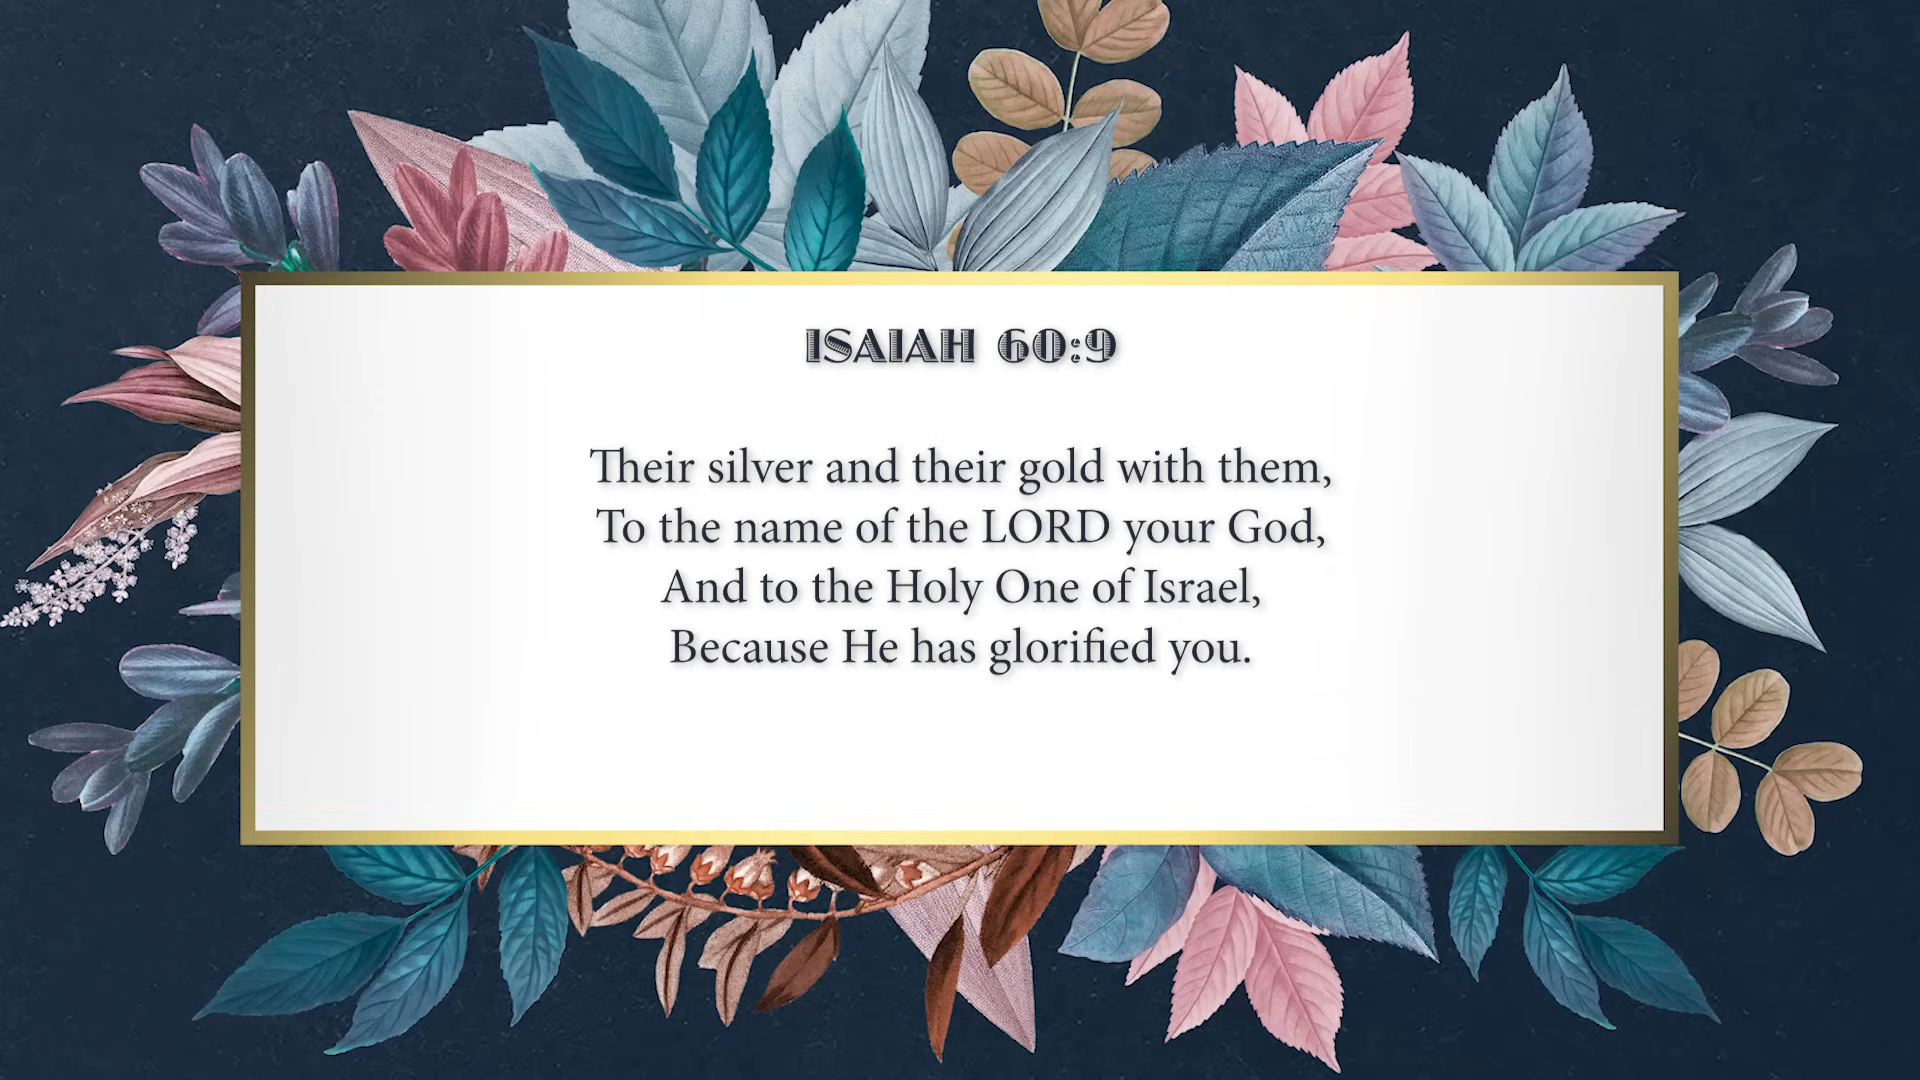 ISAIAH 60:9
Their silver and their gold with them,
To the name of the LORD your God,
And to the Holy One of Israel,
Because He has glorified you.